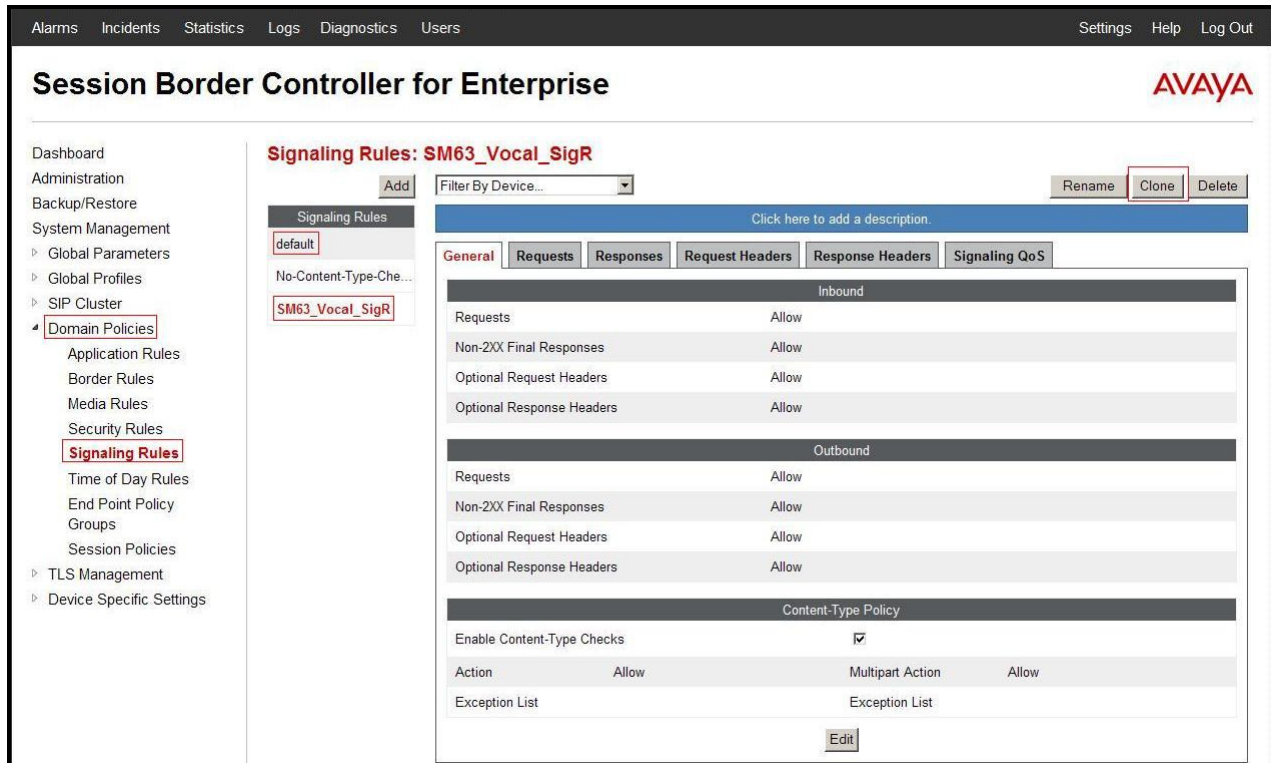 Alarms Incidents Statistics Logs Diagnostics Users Settings Help Log Out
Session Border Controller for Enterprise
AVAYA
Dashboard
Administration
Backup/Restore
System Management
Global Parameters
Global Profiles
SIP Cluster
Domain Policies
Application Rules
Border Rules
Media Rules
Security Rules
Signaling Rules
Time of Day Rules
End Point Policy
Groups
Session Policies
TLS Management
Device Specific Settings
Signaling Rules: SM63_Vocal_SigR
Add
Filter By Device...
Rename Clone Delete
Signaling Rules
default
No-Content-Type-Che...
SM63_Vocal_SigR
Click here to add a description.
General Requests Responses Request Headers Response Headers Signaling QoS
Inbound
Requests Allow
Non-2XX Final Responses Allow
Optional Request Headers Allow
Optional Response Headers Allow
Outbound
Requests Allow
Non-2XX Final Responses Allow
Optional Request Headers Allow
Optional Response Headers Allow
Content-Type Policy
Enable Content-Type Checks
Action Allow Multipart Action Allow
Exception List Exception List
Edit